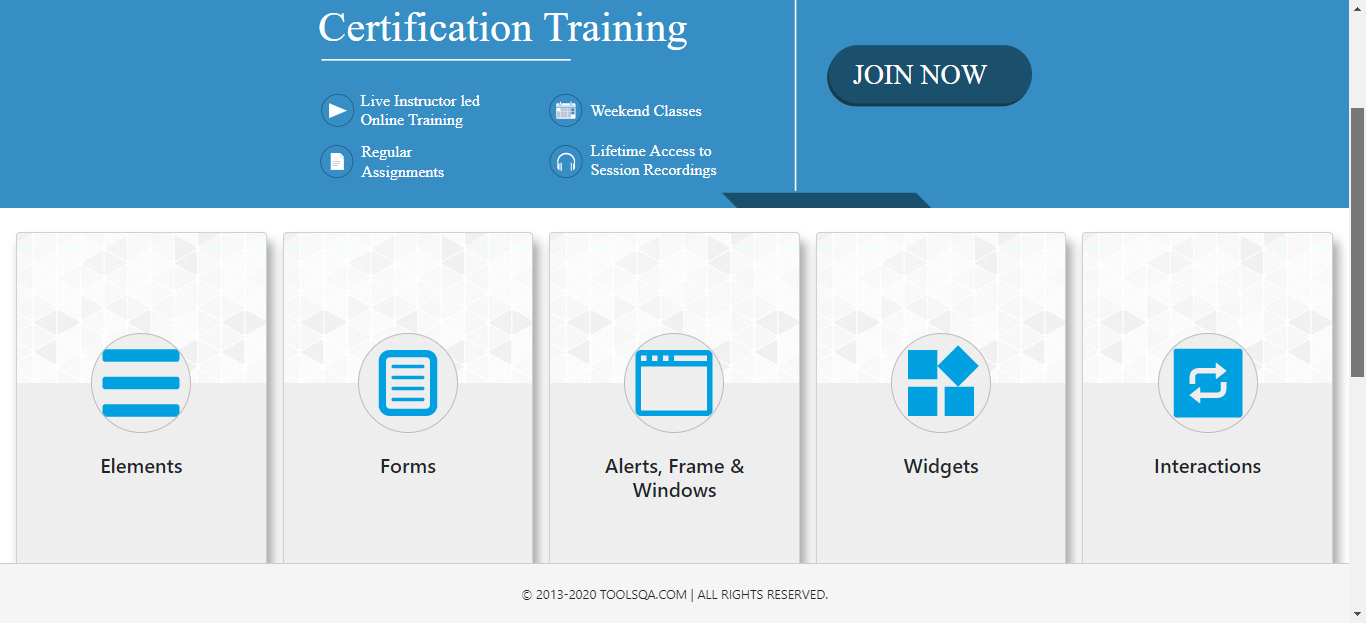 Certification Training
JOIN NOW
Live Instructor led
Online Training
Weekend Classes
Regular
Assignments
Lifetime Access to
Session Recordings
Elements
Forms
Alerts, Frame &
Windows
Widgets
Interactions
© 2013-2020 TOOLSQA.COM | ALL RIGHTS RESERVED.